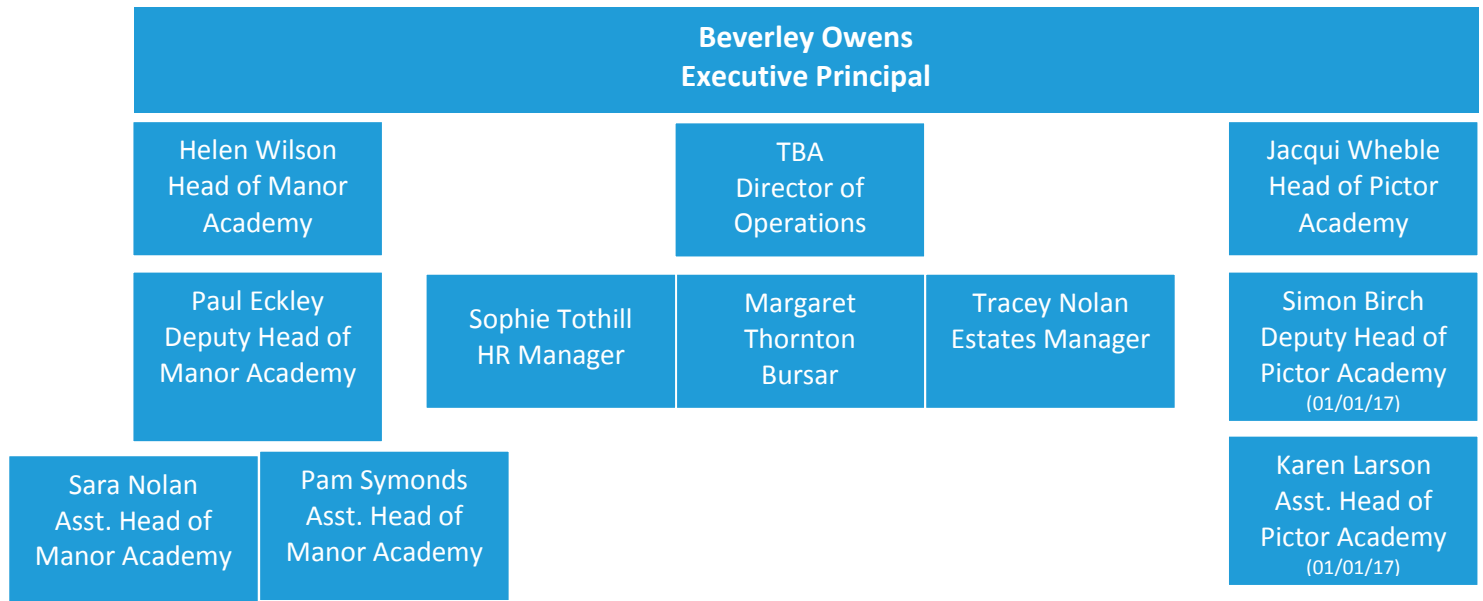 Beverley Owens
Executive Principal
Helen Wilson
Head of Manor
Academy
TBA
Director of
Operations
Jacqui Wheble
Head of Pictor
Academy
Paul Eckley
Deputy Head of
Manor Academy
Sophie Tothill
HR Manager
Margaret
Thornton
Bursar
Tracey Nolan
Estates Manager
Simon Birch
Deputy Head of
Pictor Academy
(01/01/17)
Sara Nolan
Asst. Head of
Manor Academy
Pam Symonds
Asst. Head of
Manor Academy
Karen Larson
Asst. Head of
Pictor Academy
(01/01/17)